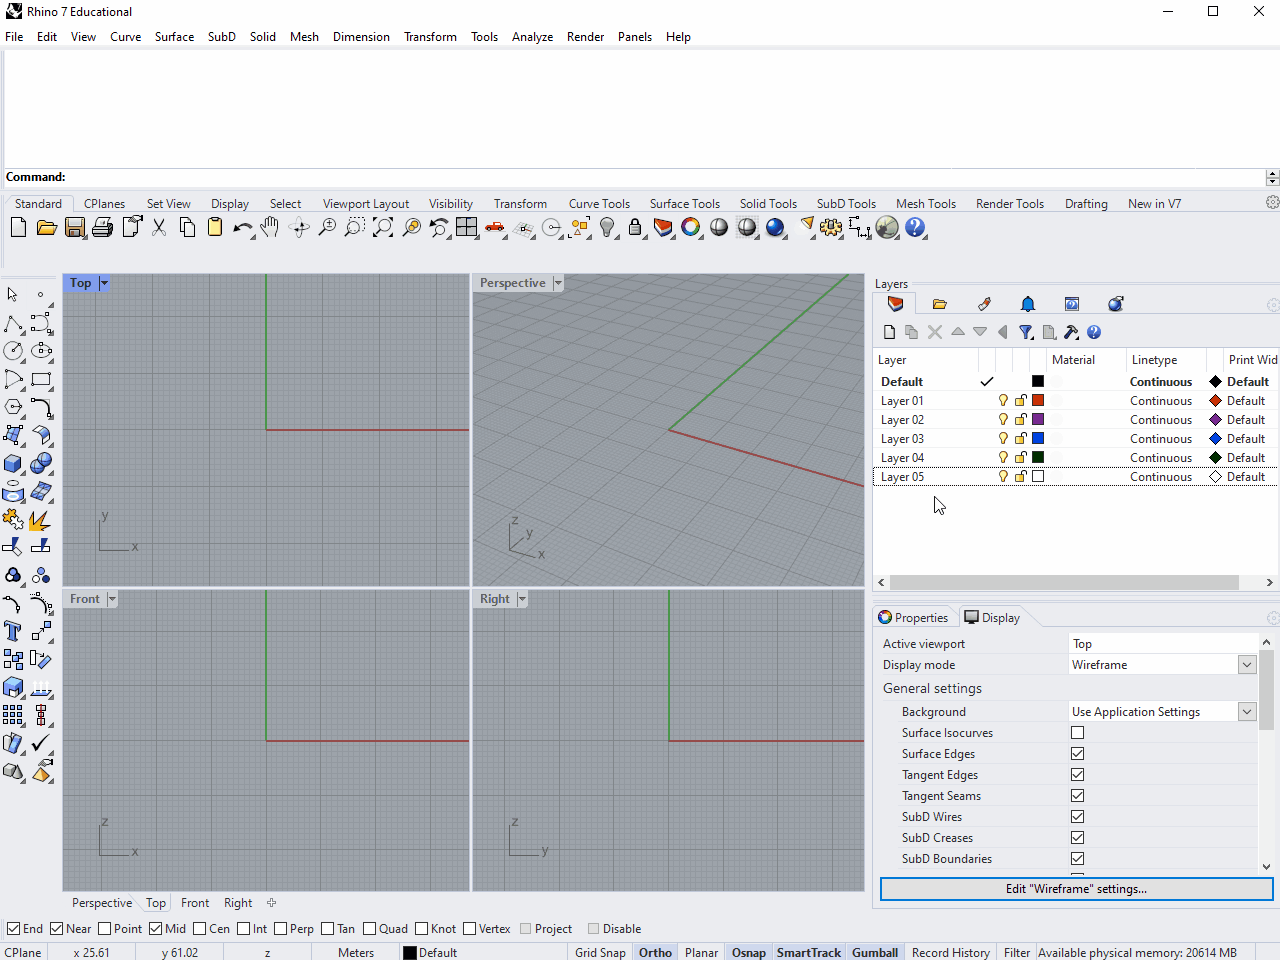 Rhino 7 Educational
File Edit View Curve Surface SubD Solid Mesh Dimension Transform Tools Analyze Render Panels Help
Command:
Standard CPlanes Set View Display Select Viewport Layout Visibility Transform Curve Tools Surface Tools Solid Tools SubD Tools Mesh Tools Render Tools Drafting New in V7
Top
y
x
Perspective
z
y
x
Front
z
x
Right
z
y
Layers
Layer Material Linetype Print Wid
Default Continuous Default
Layer 01 Continuous Default
Layer 02 Continuous Default
Layer 03 Continuous Default
Layer 04 Continuous Default
Layer 05 Continuous Default
Properties Display
Active viewport Top
Display mode Wireframe
General settings
Background Use Application Settings
Surface Isocurves
Surface Edges
Tangent Edges
Tangent Seams
SubD Wires
SubD Creases
SubD Boundaries
Edit "Wireframe" settings...
Perspective Top Front Right
End Near Point Mid Cen Int Perp Tan Quad Knot Vertex Project Disable
CPlane x 25.61 y 61.02 z Meters Default Grid Snap Ortho Planar Osnap SmartTrack Gumball Record History Filter Available physical memory: 20614 MB